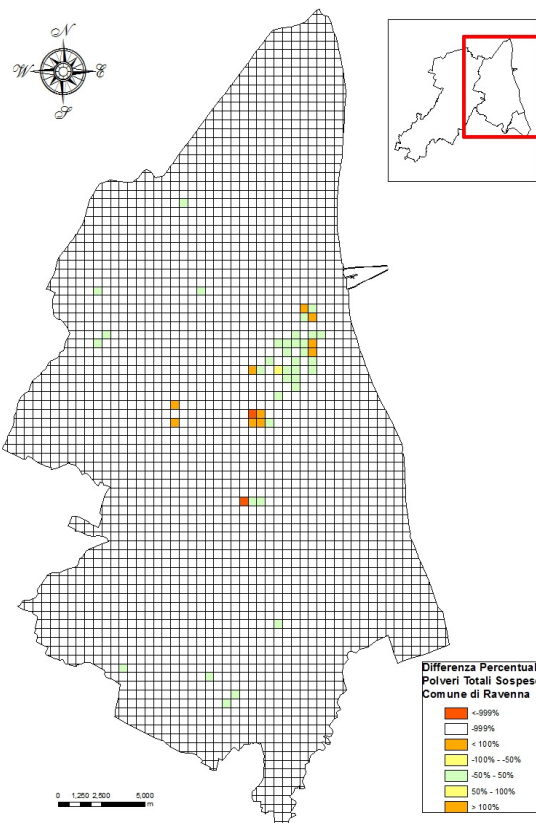 N
W E
S
0 1,250 2,500 5,000
m
Differenza Percentual
Polveri Totali Sospes
Comune di Ravenna
<-999%
-999%
< 100%
-100% - -50%
-50% - 50%
50% - 100%
> 100%